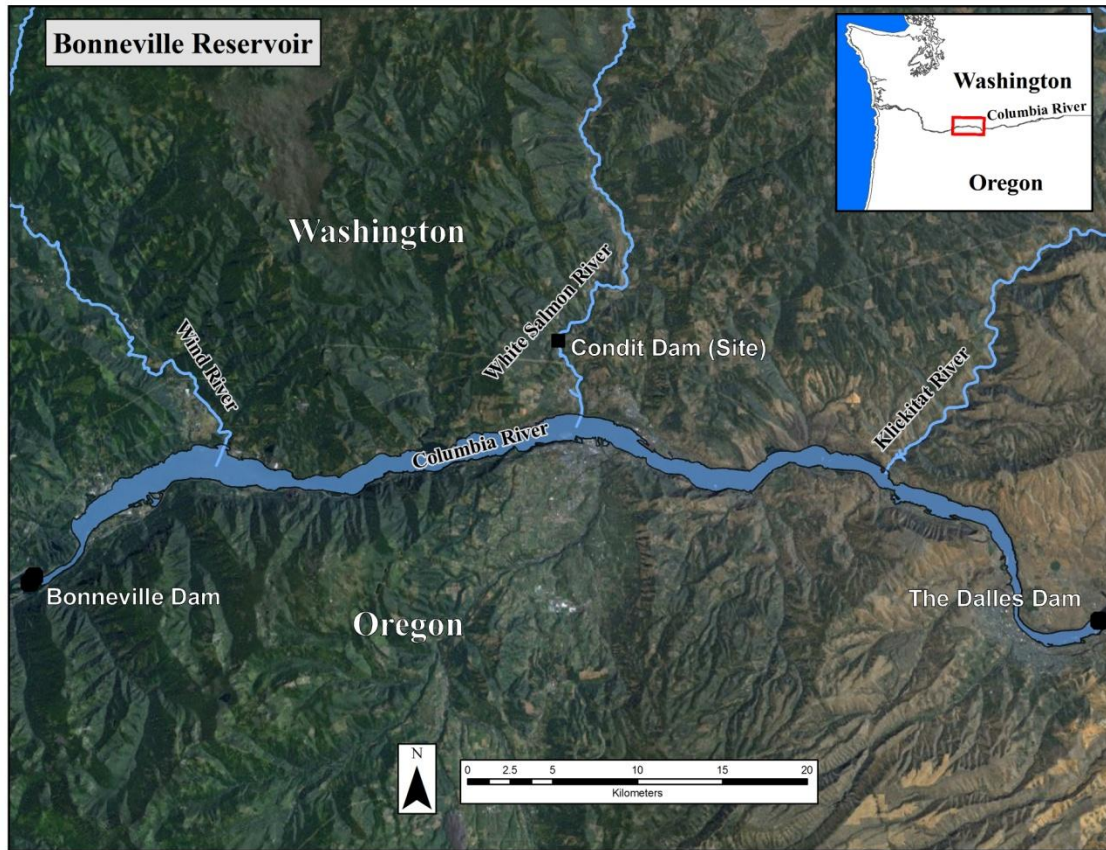 Bonneville Reservoir
Washington
Columbia River
Oregon
Washington
White Salmon River
Wind River
Condit Dam (Site)
Klickitat River
Columbia River
Bonneville Dam
The Dalles Dam
Oregon
N
0 2.5 5 10 15 20
Kilometers